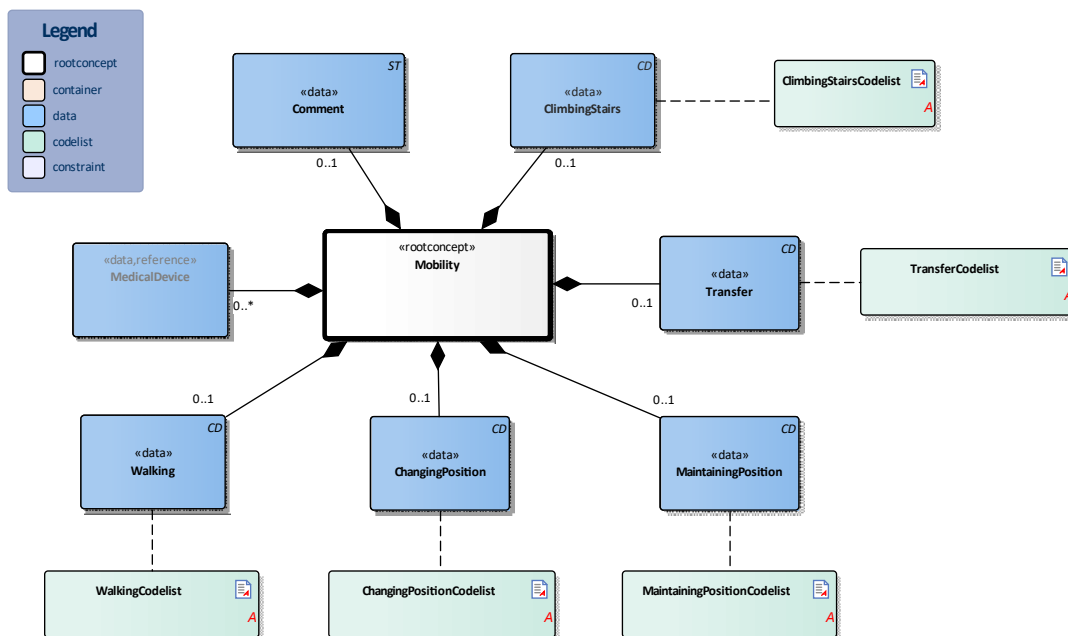 Legend
rootconcept
container
data
codelist
constraint
ST
«data»
Comment
0..1
CD
«data»
ClimbingStairs
0..1
ClimbingStairsCodelist
A
«data,reference»
MedicalDevice
0..*
«rootconcept»
Mobility
CD
«data»
Transfer
0..1
TransferCodelist
A
0..1
CD
«data»
Walking
0..1
CD
«data»
ChangingPosition
0..1
CD
«data»
MaintainingPosition
WalkingCodelist
A
ChangingPositionCodelist
A
MaintainingPositionCodelist
A